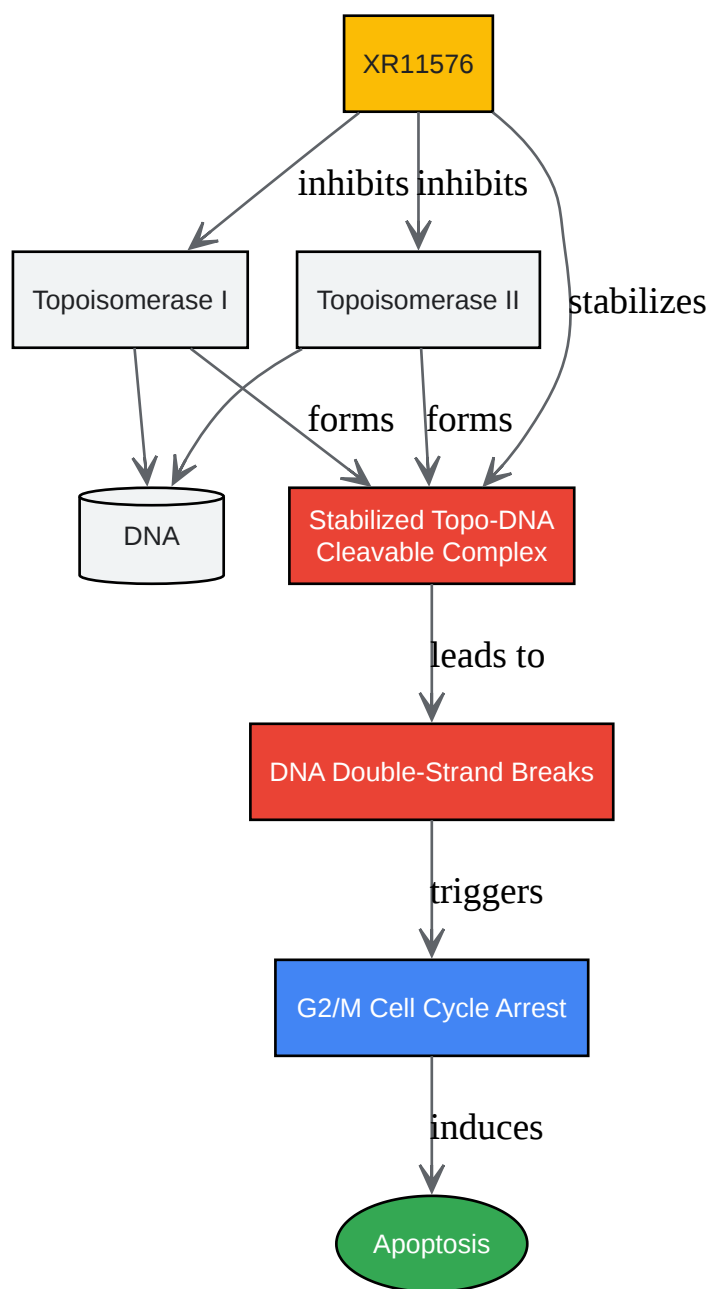 XR11576
inhibits
inhibits
Topoisomerase I
Topoisomerase II
stabilizes
forms
forms
DNA
Stabilized Topo-DNA
Cleavable Complex
leads to
DNA Double-Strand Breaks
triggers
G2/M Cell Cycle Arrest
induces
Apoptosis